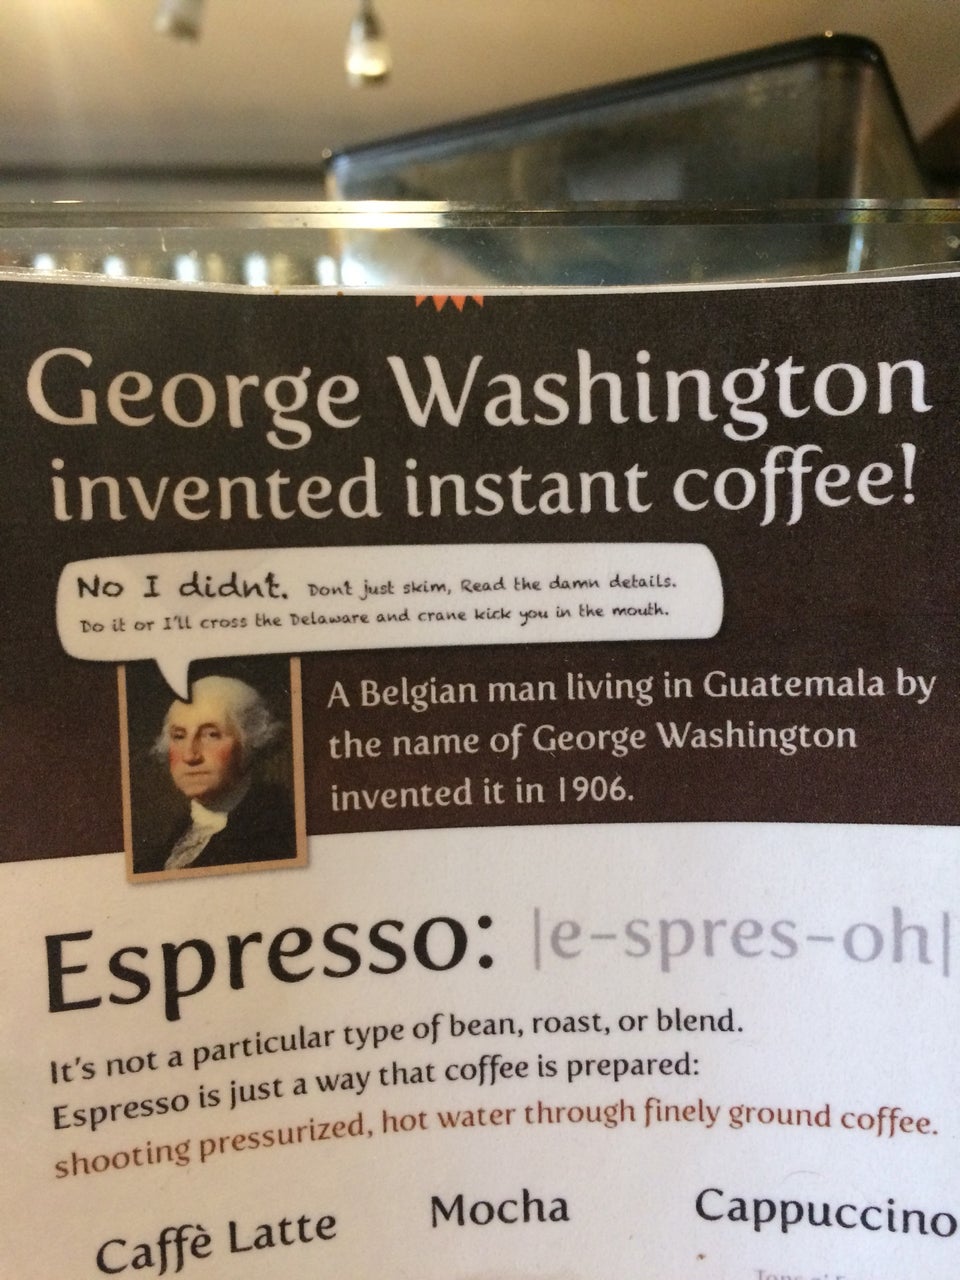 George Washington
invented instant coffee!
No I didnt. Dont just skim, Read the damn details.
Do it or I'll cross the Delaware and crane kick you in the mouth.
A Belgian man living in Guatemala by
the name of George Washington
invented it in 1906.
Espresso: |e-spres-oh|
It's not a particular type of bean, roast, or blend.
Espresso is just a way that coffee is prepared:
shooting pressurized, hot water through finely ground coffee.
Caffè Latte Mocha Cappuccino